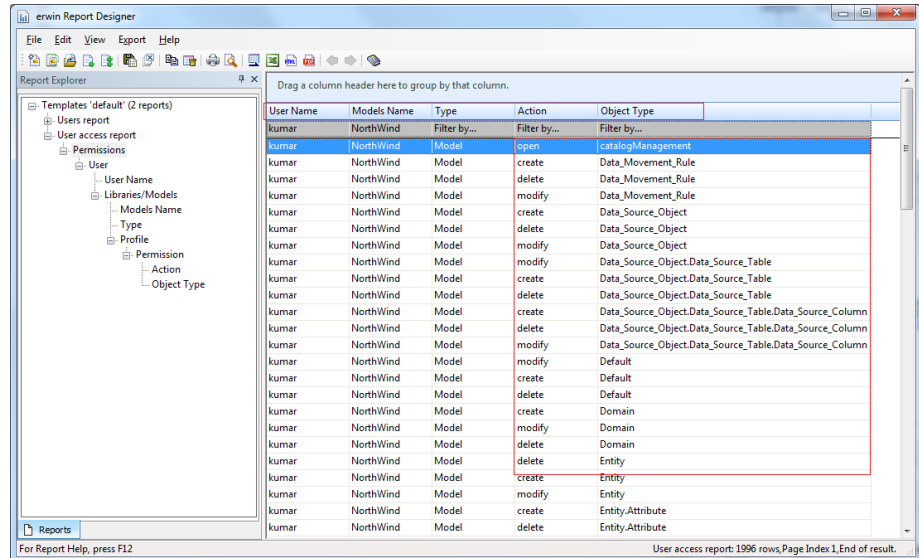 erwin Report Designer
File Edit View Export Help
Report Explorer
Templates 'default' (2 reports)
Users report
User access report
Permissions
User
User Name
Libraries/Models
Models Name
Type
Profile
Permission
Action
Object Type
Reports
Drag a column header here to group by that column.
User Name Models Name Type Action Object Type
kumar NorthWind Filter by... Filter by... Filter by...
kumar NorthWind Model open catalogManagement
kumar NorthWind Model create Data_Movement_Rule
kumar NorthWind Model delete Data_Movement_Rule
kumar NorthWind Model modify Data_Movement_Rule
kumar NorthWind Model create Data_Source_Object
kumar NorthWind Model delete Data_Source_Object
kumar NorthWind Model modify Data_Source_Object
kumar NorthWind Model modify Data_Source_Object.Data_Source_Table
kumar NorthWind Model create Data_Source_Object.Data_Source_Table
kumar NorthWind Model delete Data_Source_Object.Data_Source_Table
kumar NorthWind Model create Data_Source_Object.Data_Source_Table.Data_Source_Column
kumar NorthWind Model delete Data_Source_Object.Data_Source_Table.Data_Source_Column
kumar NorthWind Model modify Data_Source_Object.Data_Source_Table.Data_Source_Column
kumar NorthWind Model modify Default
kumar NorthWind Model create Default
kumar NorthWind Model delete Default
kumar NorthWind Model create Domain
kumar NorthWind Model modify Domain
kumar NorthWind Model delete Domain
kumar NorthWind Model delete Entity
kumar NorthWind Model create Entity
kumar NorthWind Model modify Entity
kumar NorthWind Model create Entity.Attribute
kumar NorthWind Model delete Entity.Attribute
For Report Help, press F12
User access report: 1996 rows,Page Index 1,End of result.